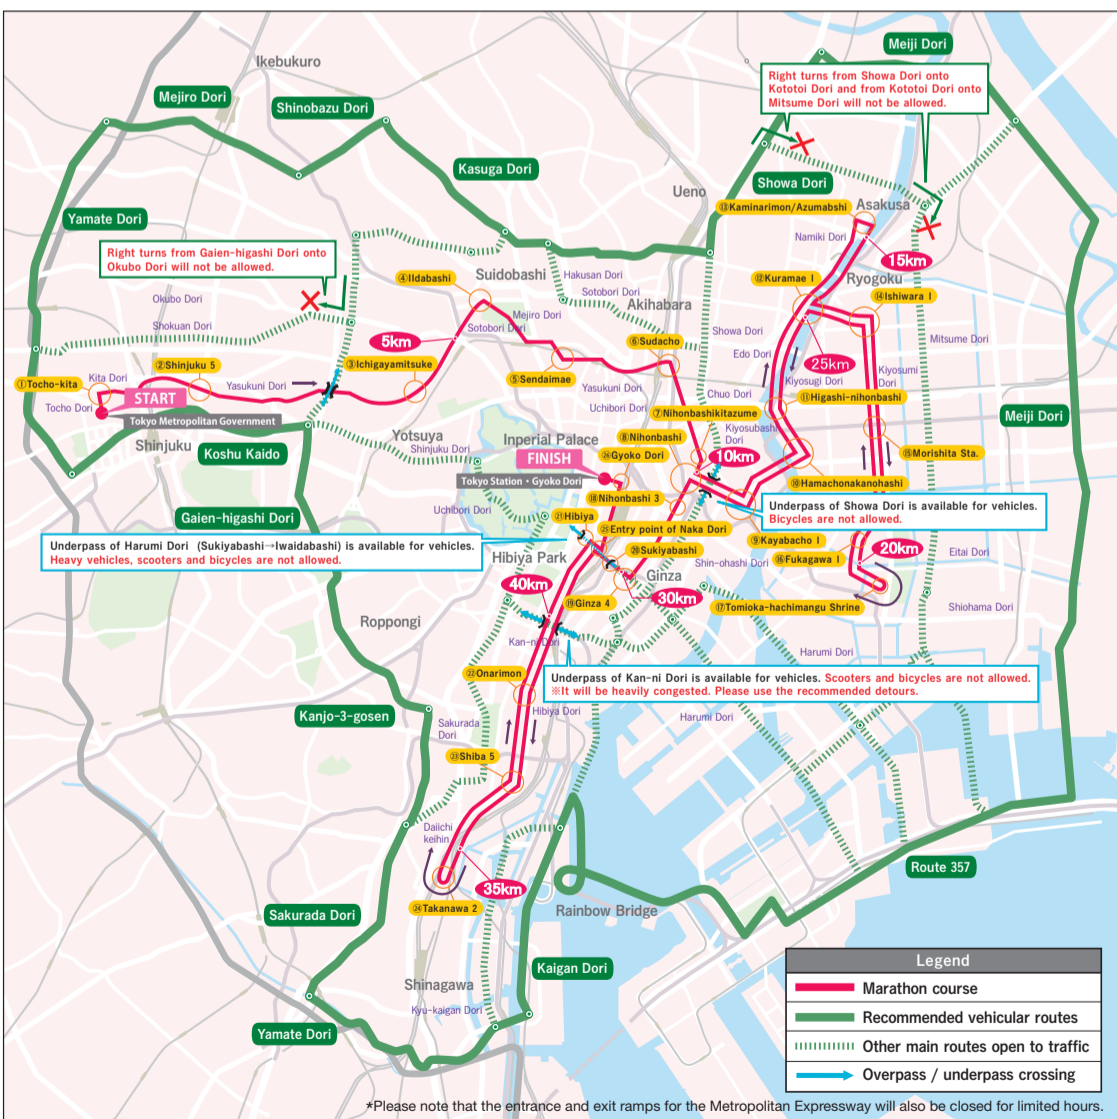 Ikebukuro
Meiji Dori
Mejiro Dori
Shinobazu Dori
Right turns from Showa Dori onto
Kototoi Dori and from Kototoi Dori onto
Mitsume Dori will not be allowed.
Kasuga Dori
Ueno
Showa Dori
Yamate Dori
⑬Kaminarimon/Azumabshi
Asakusa
Namiki Dori
Right turns from Gaien-higashi Dori onto
Okubo Dori will not be allowed.
15km
④Ildabashi
Suidobashi
Hakusan Dori
Sotobori Dori
⑫Kuramae 1
Ryogoku
Okubo Dori
Akihabara
⑭Ishiwara 1
Mejiro Dori
Shokuan Dori
Sotobori Dori
5km
⑥Sudacho
Showa Dori
Mitsume Dori
Edo Dori
25km
②Shinjuku 5
③Ichigayamitsuke
Kita Dori
①Tocho-kita
Yasukuni Dori
⑤Sendaimae
Yasukuni Dori
Kiyosugi Dori
Kiyosumi
Dori
START
Tocho Dori
Chuo Dori
⑪Higashi-nihonbashi
Uchibori Dori
⑦Nihonbashikitazume
Meiji Dori
Tokyo Metropolitan Government
Kiyosubashi
Dori
Yotsuya
Shinjuku Dori
Inperial Palace
⑧Nihonbashi
Shinjuku
Koshu Kaido
FINISH
㉖Gyoko Dori
10km
⑮Morishita Sta.
Tokyo Station・Gyoko Dori
⑩Hamachonakanohashi
⑱Nihonbashi 3
Uchibori Dori
㉑Hibiya
Underpass of Showa Dori is available for vehicles.
Bicycles are not allowed.
Gaien-higashi Dori
㉕Entry point of Naka Dori
Underpass of Harumi Dori (Sukiyabashi→Iwaidabashi) is available for vehicles.
Heavy vehicles, scooters and bicycles are not allowed.
⑨Kayabacho 1
20km
⑳Sukiyabashi
Eitai Dori
Hibiya Park
Shin-ohashi Dori
⑯Fukagawa 1
Ginza
40km
30km
⑲Ginza 4
⑰Tomioka-hachimangu Shrine
Shiohama Dori
Roppongi
Kan-ni Dori
Harumi Dori
㉒Onarimon
Underpass of Kan-ni Dori is available for vehicles. Scooters and bicycles are not allowed.
※It will be heavily congested. Please use the recommended detours.
Kanjo-3-gosen
Hibiya Dori
Harumi Dori
Sakurada
Dori
㉓Shiba 5
Daiichi
keihin
Route 357
35km
㉔Takanawa 2
Rainbow Bridge
Sakurada Dori
Kaigan Dori
Shinagawa
Kyu-kaigan Dori
Yamate Dori
Legend
Marathon course
Recommended vehicular routes
Other main routes open to traffic
Overpass / underpass crossing
*Please note that the entrance and exit ramps for the Metropolitan Expressway will also be closed for limited hours.